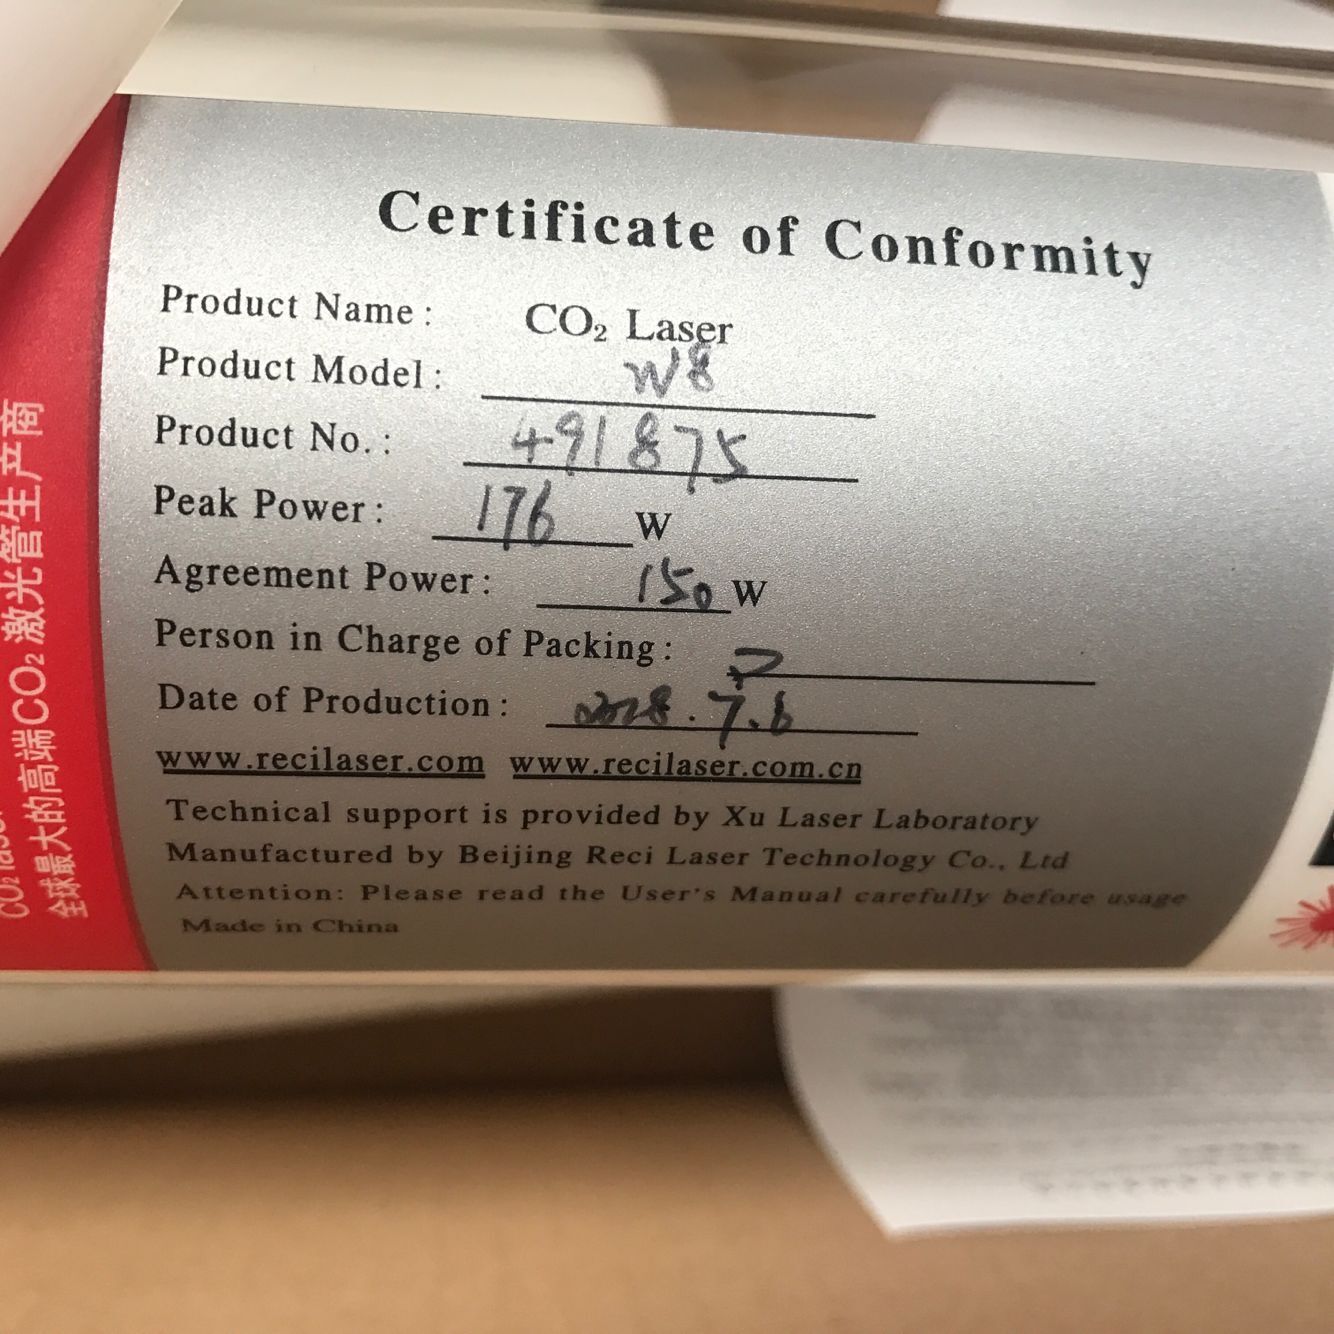 Certificate of Conformity
Product Name: CO₂ Laser
Product Model: W8
Product No.: 491875
Peak Power: 176 W
Agreement Power: 150 W
Person in Charge of Packing:
Date of Production: 2018.7.6
www.recilaser.com www.recilaser.com.cn
Technical support is provided by Xu Laser Laboratory
Manufactured by Beijing Reci Laser Technology Co., Ltd
Attention: Please read the User's Manual carefully before usage
Made in China
全球最大的高端CO₂激光管生产商
CO₂